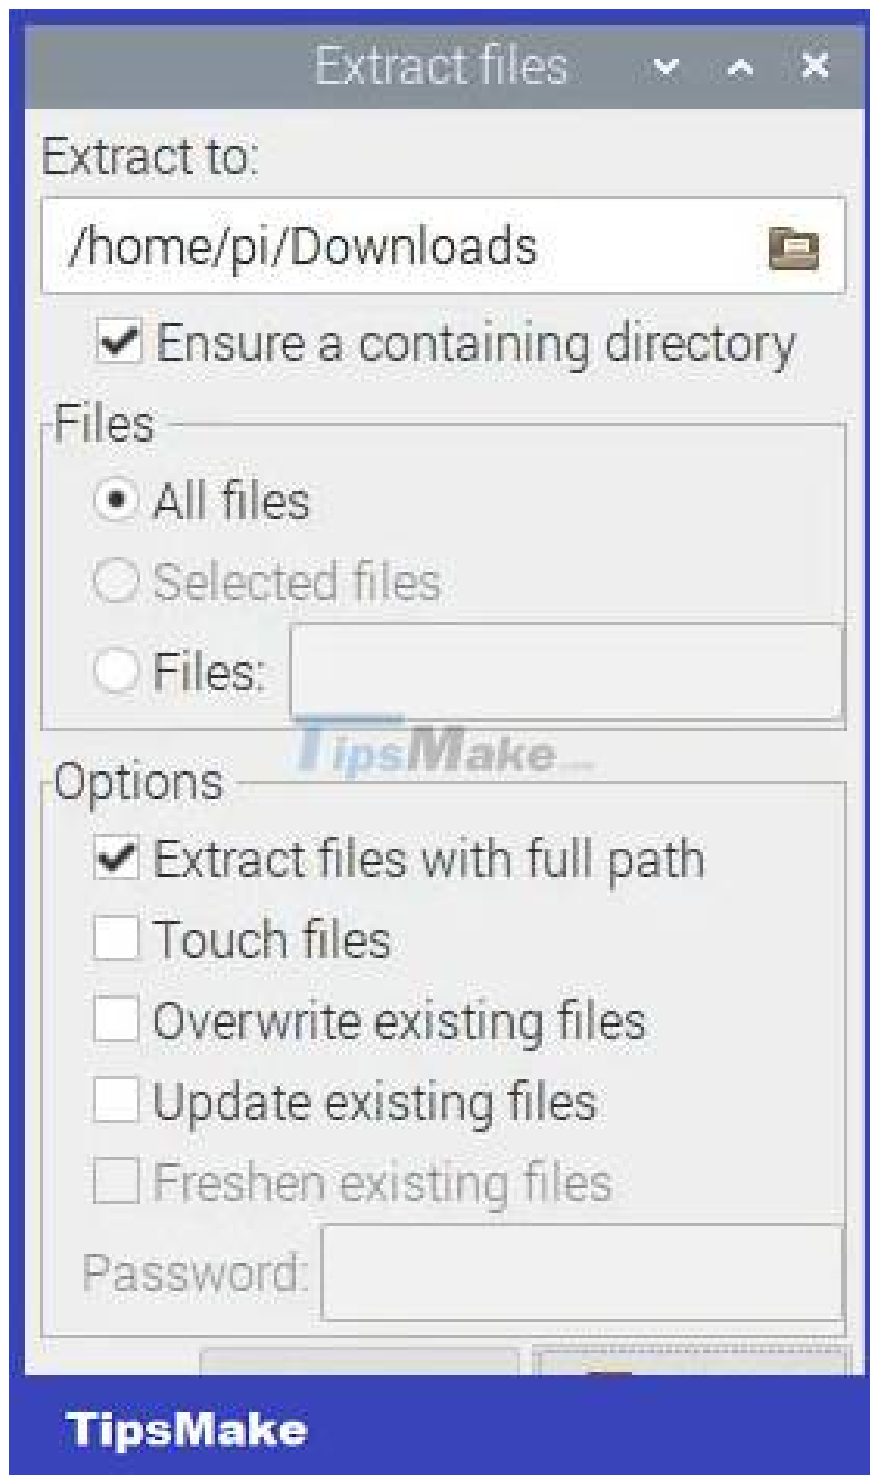 Extract files
Extract to:
/home/pi/Downloads
Ensure a containing directory
Files
All files
Selected files
Files:
TipsMake
Options
Extract files with full path
Touch files
Overwrite existing files
Update existing files
Freshen existing files
Password:
TipsMake